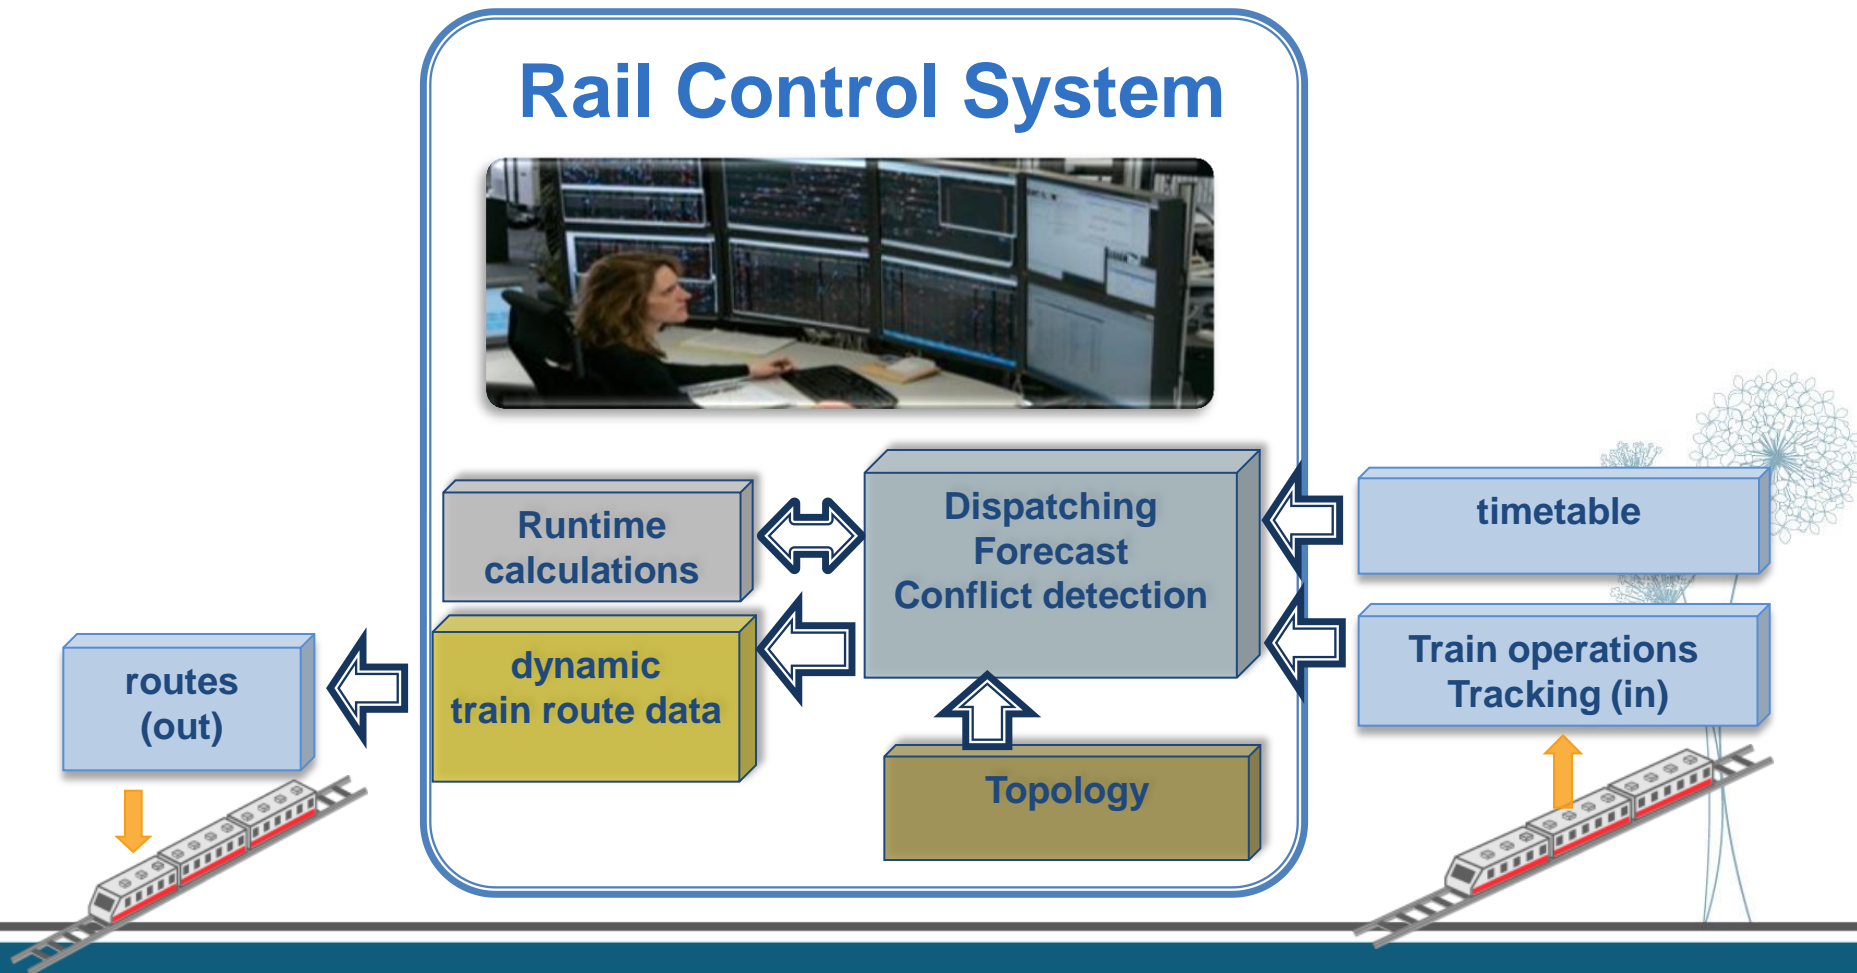 Rail Control System
Runtime
calculations
Dispatching
Forecast
Conflict detection
timetable
routes
(out)
dynamic
train route data
Train operations
Tracking (in)
Topology